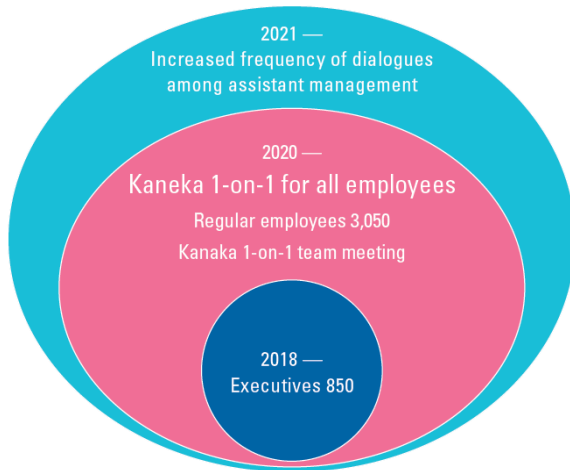 2021 —
Increased frequency of dialogues
among assistant management
2020 —
Kaneka 1-on-1 for all employees
Regular employees 3,050
Kanaka 1-on-1 team meeting
2018 —
Executives 850